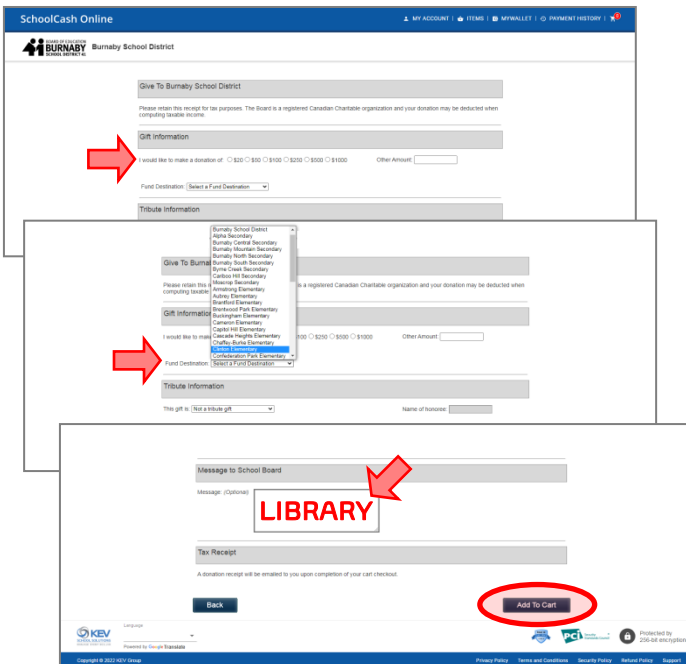 SchoolCash Online
MY ACCOUNT | ITEMS | MYWALLET | PAYMENT HISTORY |
BOARD OF EDUCATION
BURNABY
SCHOOL DISTRICT 41
Burnaby School District
Give To Burnaby School District
Please retain this receipt for tax purposes. The Board is a registered Canadian Charitable organization and your donation may be deducted when
computing taxable income.
Gift Information
I would like to make a donation of: $20 $50 $100 $250 $500 $1000 Other Amount:
Fund Destination: Select a Fund Destination
Tribute Information
Burnaby School District
Alpha Secondary
Burnaby Central Secondary
Burnaby Mountain Secondary
Burnaby North Secondary
Burnaby South Secondary
Byrne Creek Secondary
Cariboo Hill Secondary
Moscrop Secondary
Armstrong Elementary
Aubrey Elementary
Brantford Elementary
Brentwood Park Elementary
Buckingham Elementary
Cameron Elementary
Capitol Hill Elementary
Cascade Heights Elementary
Chaffey-Burke Elementary
Clinton Elementary
Confederation Park Elementary
Give To Burna
Please retain this r is a registered Canadian Charitable organization and your donation may be deducted when
computing taxable
Gift Information
I would like to make 100 $250 $500 $1000 Other Amount:
Fund Destination: Select a Fund Destination
Tribute Information
This gift is: Not a tribute gift Name of honoree:
Message to School Board
Message: (Optional)
LIBRARY
Tax Receipt
A donation receipt will be emailed to you upon completion of your cart checkout.
Back Add To Cart
KEV
SCHOOL SOLUTIONS
Language
Powered by Google Translate
PCI
Protected by
256-bit encryption
Copyright © 2022 KEV Group Privacy Policy Terms and Conditions Security Policy Refund Policy Support